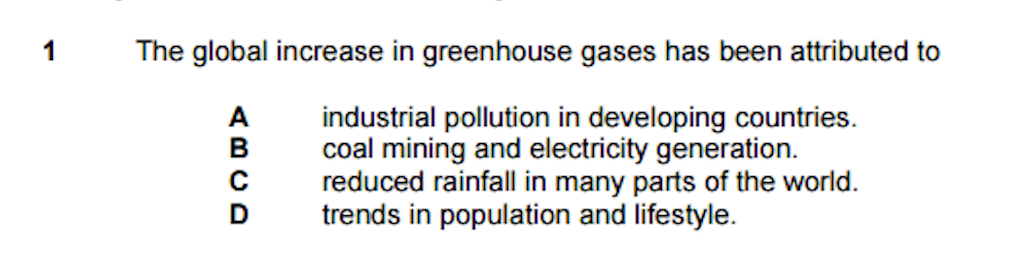 1 The global increase in greenhouse gases has been attributed to
A industrial pollution in developing countries.
B coal mining and electricity generation.
C reduced rainfall in many parts of the world.
D trends in population and lifestyle.